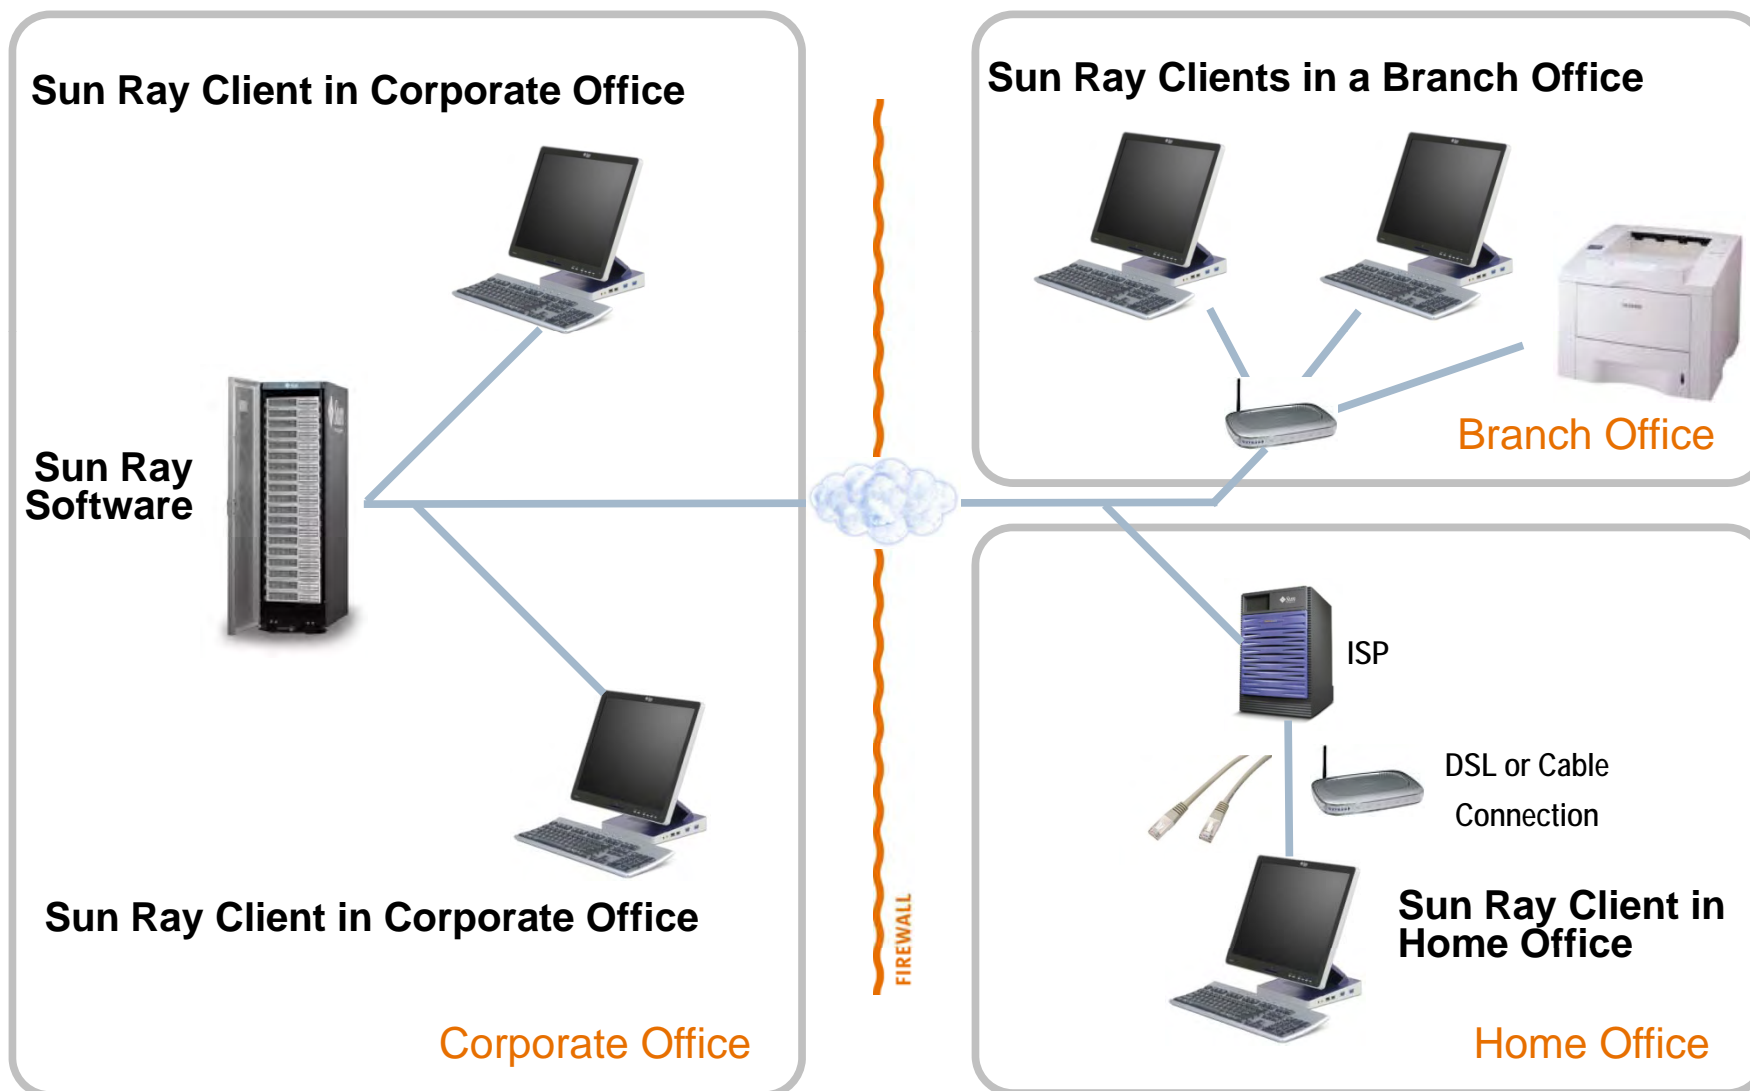 Sun Ray Client in Corporate Office
Sun Ray
Software
Sun Ray Client in Corporate Office
Corporate Office
FIREWALL
Sun Ray Clients in a Branch Office
Branch Office
Sun
Sun
ISP
DSL or Cable
Connection
Sun Ray Client in
Home Office
Home Office